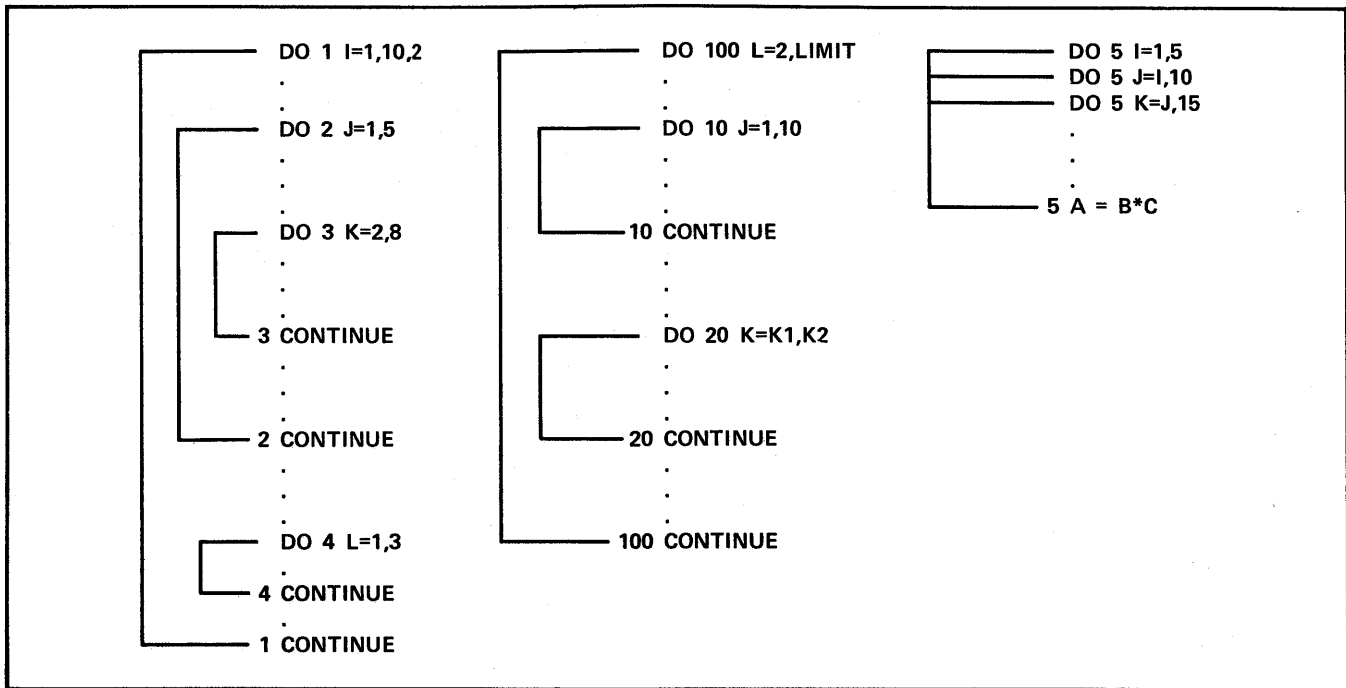 DO 1 I=1,10,2
.
.
.
DO 2 J=1,5
.
.
.
DO 3 K=2,8
.
.
.
3 CONTINUE
.
.
.
2 CONTINUE
.
.
.
DO 4 L=1,3
.
4 CONTINUE
.
1 CONTINUE
DO 100 L=2,LIMIT
.
.
.
DO 10 J=1,10
.
.
.
10 CONTINUE
.
.
.
DO 20 K=K1,K2
.
.
.
20 CONTINUE
.
.
.
100 CONTINUE
DO 5 I=1,5
DO 5 J=I,10
DO 5 K=J,15
.
.
.
5 A = B*C